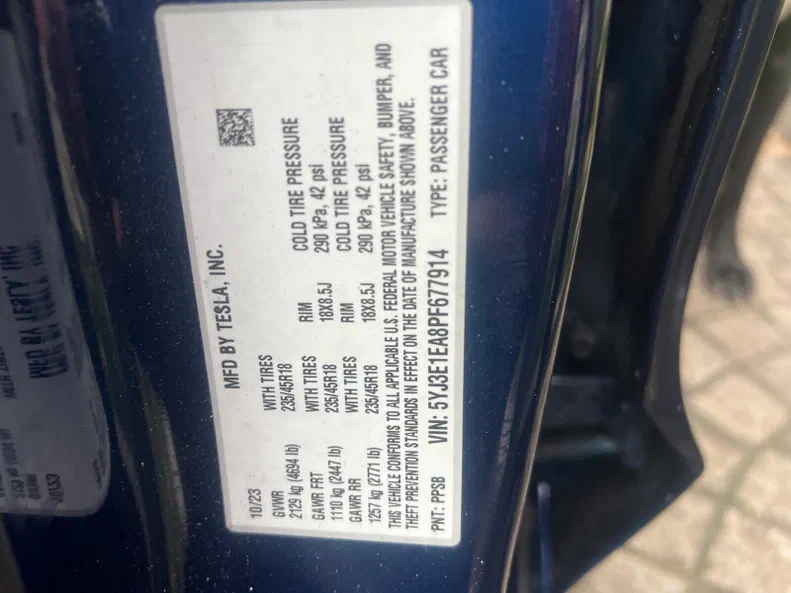 MFD BY TESLA, INC.
10/23
GVWR WITH TIRES RIM COLD TIRE PRESSURE
2129 kg (4694 lb) 235/45R18 18X8.5J 290 kPa, 42 psi
GAWR FRT WITH TIRES RIM COLD TIRE PRESSURE
1110 kg (2447 lb) 235/45R18 18X8.5J 290 kPa, 42 psi
GAWR RR WITH TIRES
1257 kg (2771 lb) 235/45R18
THIS VEHICLE CONFORMS TO ALL APPLICABLE U.S. FEDERAL MOTOR VEHICLE SAFETY, BUMPER, AND
THEFT PREVENTION STANDARDS IN EFFECT ON THE DATE OF MANUFACTURE SHOWN ABOVE.
PNT: PPSB VIN: 5YJ3E1EA8PF677914 TYPE: PASSENGER CAR